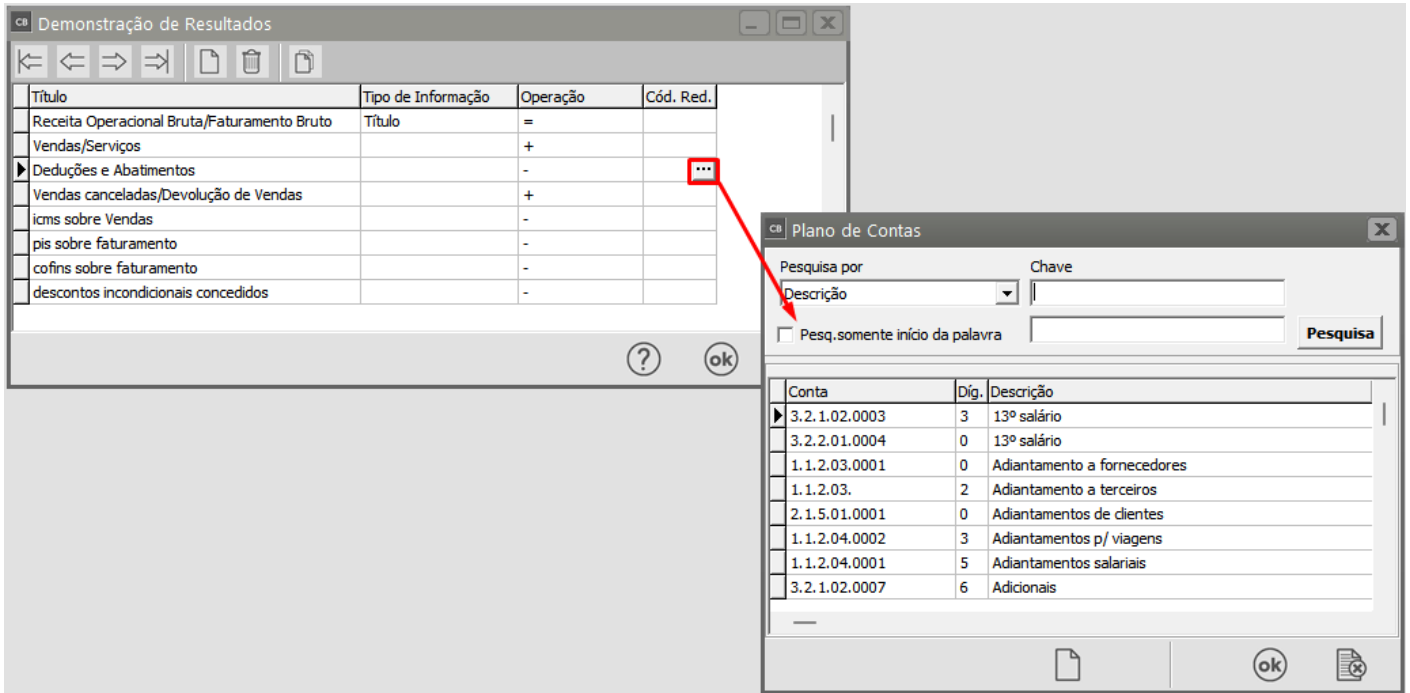 CB Demonstração de Resultados
Título Tipo de Informação Operação Cód. Red.
Receita Operacional Bruta/Faturamento Bruto Título =
Vendas/Serviços +
Deduções e Abatimentos - ...
Vendas canceladas/Devolução de Vendas +
icms sobre Vendas -
pis sobre faturamento -
cofins sobre faturamento -
descontos incondicionais concedidos -
? ok
CB Plano de Contas
Pesquisa por Chave
Descrição
Pesq.somente início da palavra Pesquisa
Conta Díg. Descrição
3.2.1.02.0003 3 13º salário
3.2.2.01.0004 0 13º salário
1.1.2.03.0001 0 Adiantamento a fornecedores
1.1.2.03. 2 Adiantamento a terceiros
2.1.5.01.0001 0 Adiantamentos de clientes
1.1.2.04.0002 3 Adiantamentos p/ viagens
1.1.2.04.0001 5 Adiantamentos salariais
3.2.1.02.0007 6 Adicionais
ok